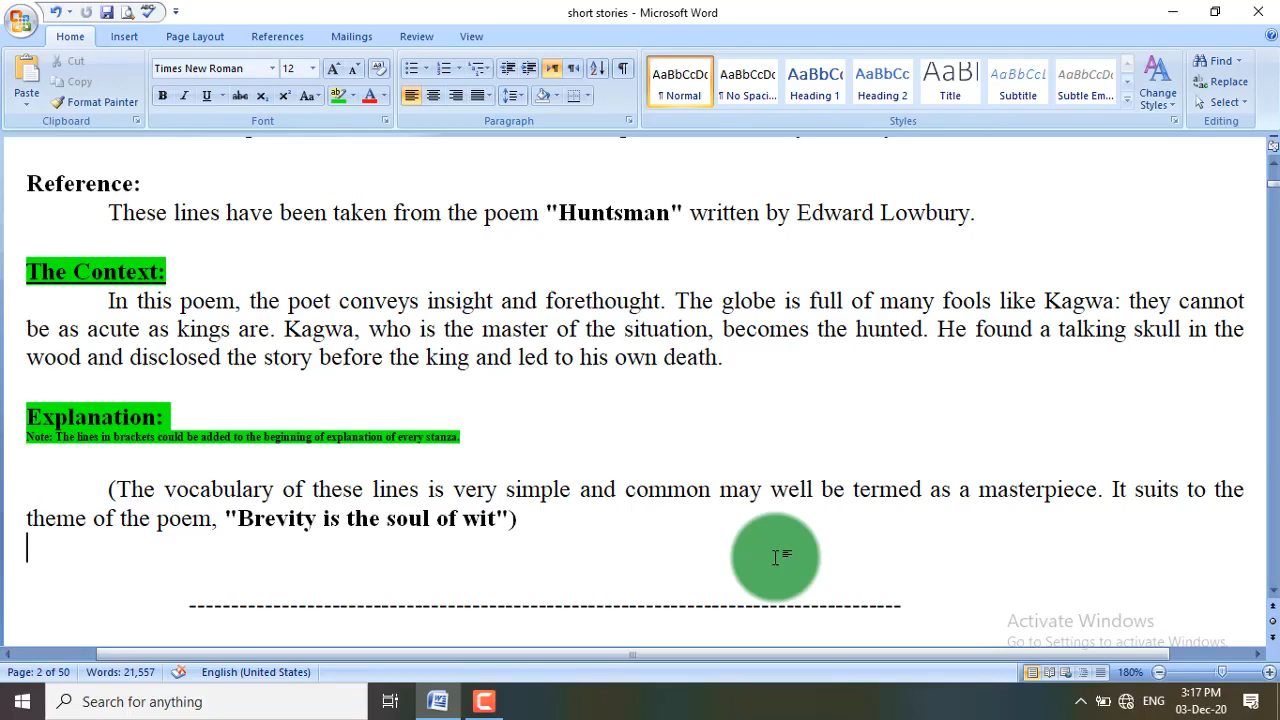 short stories - Microsoft Word
Home Insert Page Layout References Mailings Review View
Paste
Cut
Copy
Format Painter
Clipboard
Times New Roman 12
Font
Paragraph
AaBbCcDc AaBbCcDc AaBbC AaBbCc AaBl AaBbCcL AaBbCcDc
¶ Normal ¶ No Spaci... Heading 1 Heading 2 Title Subtitle Subtle Em...
Change Styles
Styles
Find
Replace
Select
Editing
Reference:
These lines have been taken from the poem "Huntsman" written by Edward Lowbury.
The Context:
In this poem, the poet conveys insight and forethought. The globe is full of many fools like Kagwa: they cannot
be as acute as kings are. Kagwa, who is the master of the situation, becomes the hunted. He found a talking skull in the
wood and disclosed the story before the king and led to his own death.
Explanation:
Note: The lines in brackets could be added to the beginning of explanation of every stanza.
(The vocabulary of these lines is very simple and common may well be termed as a masterpiece. It suits to the
theme of the poem, "Brevity is the soul of wit")
-------------------------------------------------------------------------------------
Activate Windows
Go to Settings to activate Windows.
Page: 2 of 50 Words: 21,557 English (United States) 180%
Search for anything
ENG
3:17 PM
03-Dec-20